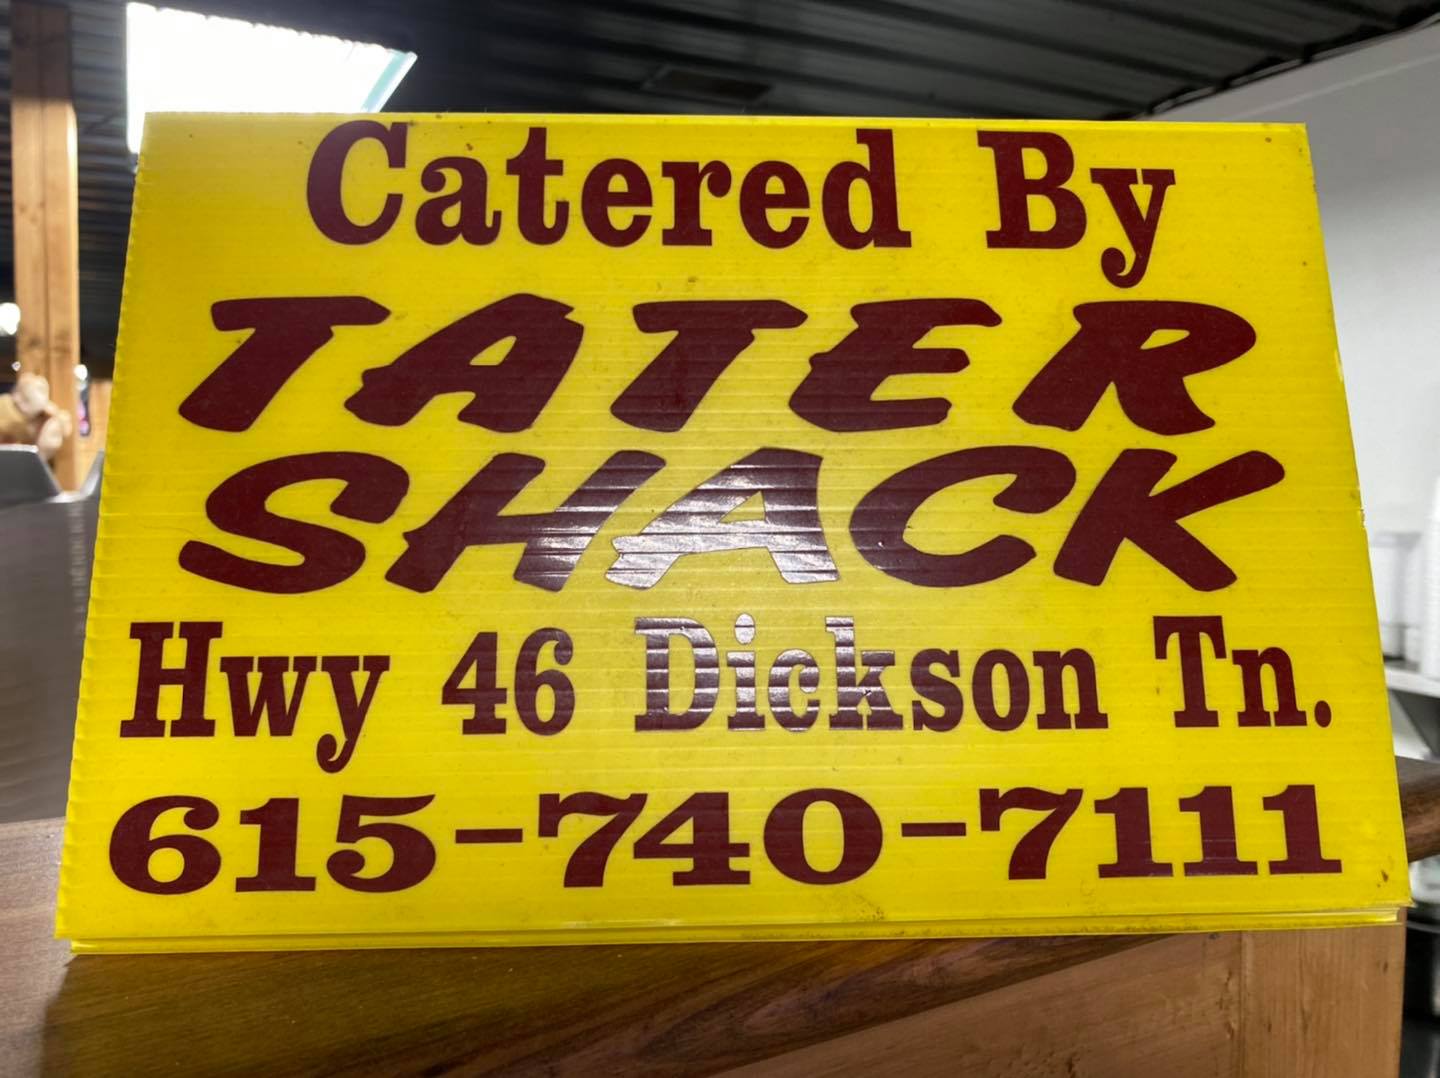 Catered By
TATER
SHACK
Hwy 46 Dickson Tn.
615-740-7111